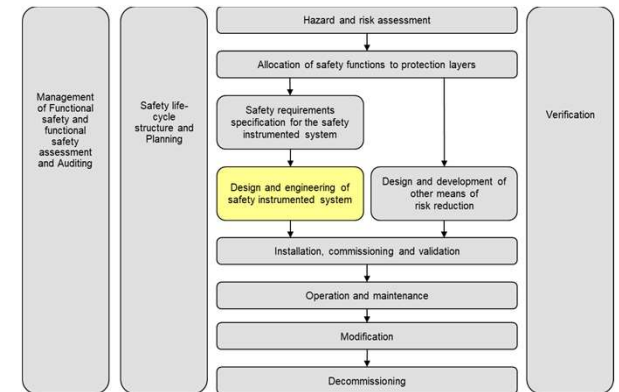 Hazard and risk assessment
Allocation of safety functions to protection layers
Management
of Functional
safety and
functional
safety
assessment
and Auditing
Safety life-
cycle
structure and
Planning
Safety requirements
specification for the safety
instrumented system
Verification
Design and engineering of
safety instrumented system
Design and development of
other means of
risk reduction
Installation, commissioning and validation
Operation and maintenance
Modification
Decommissioning